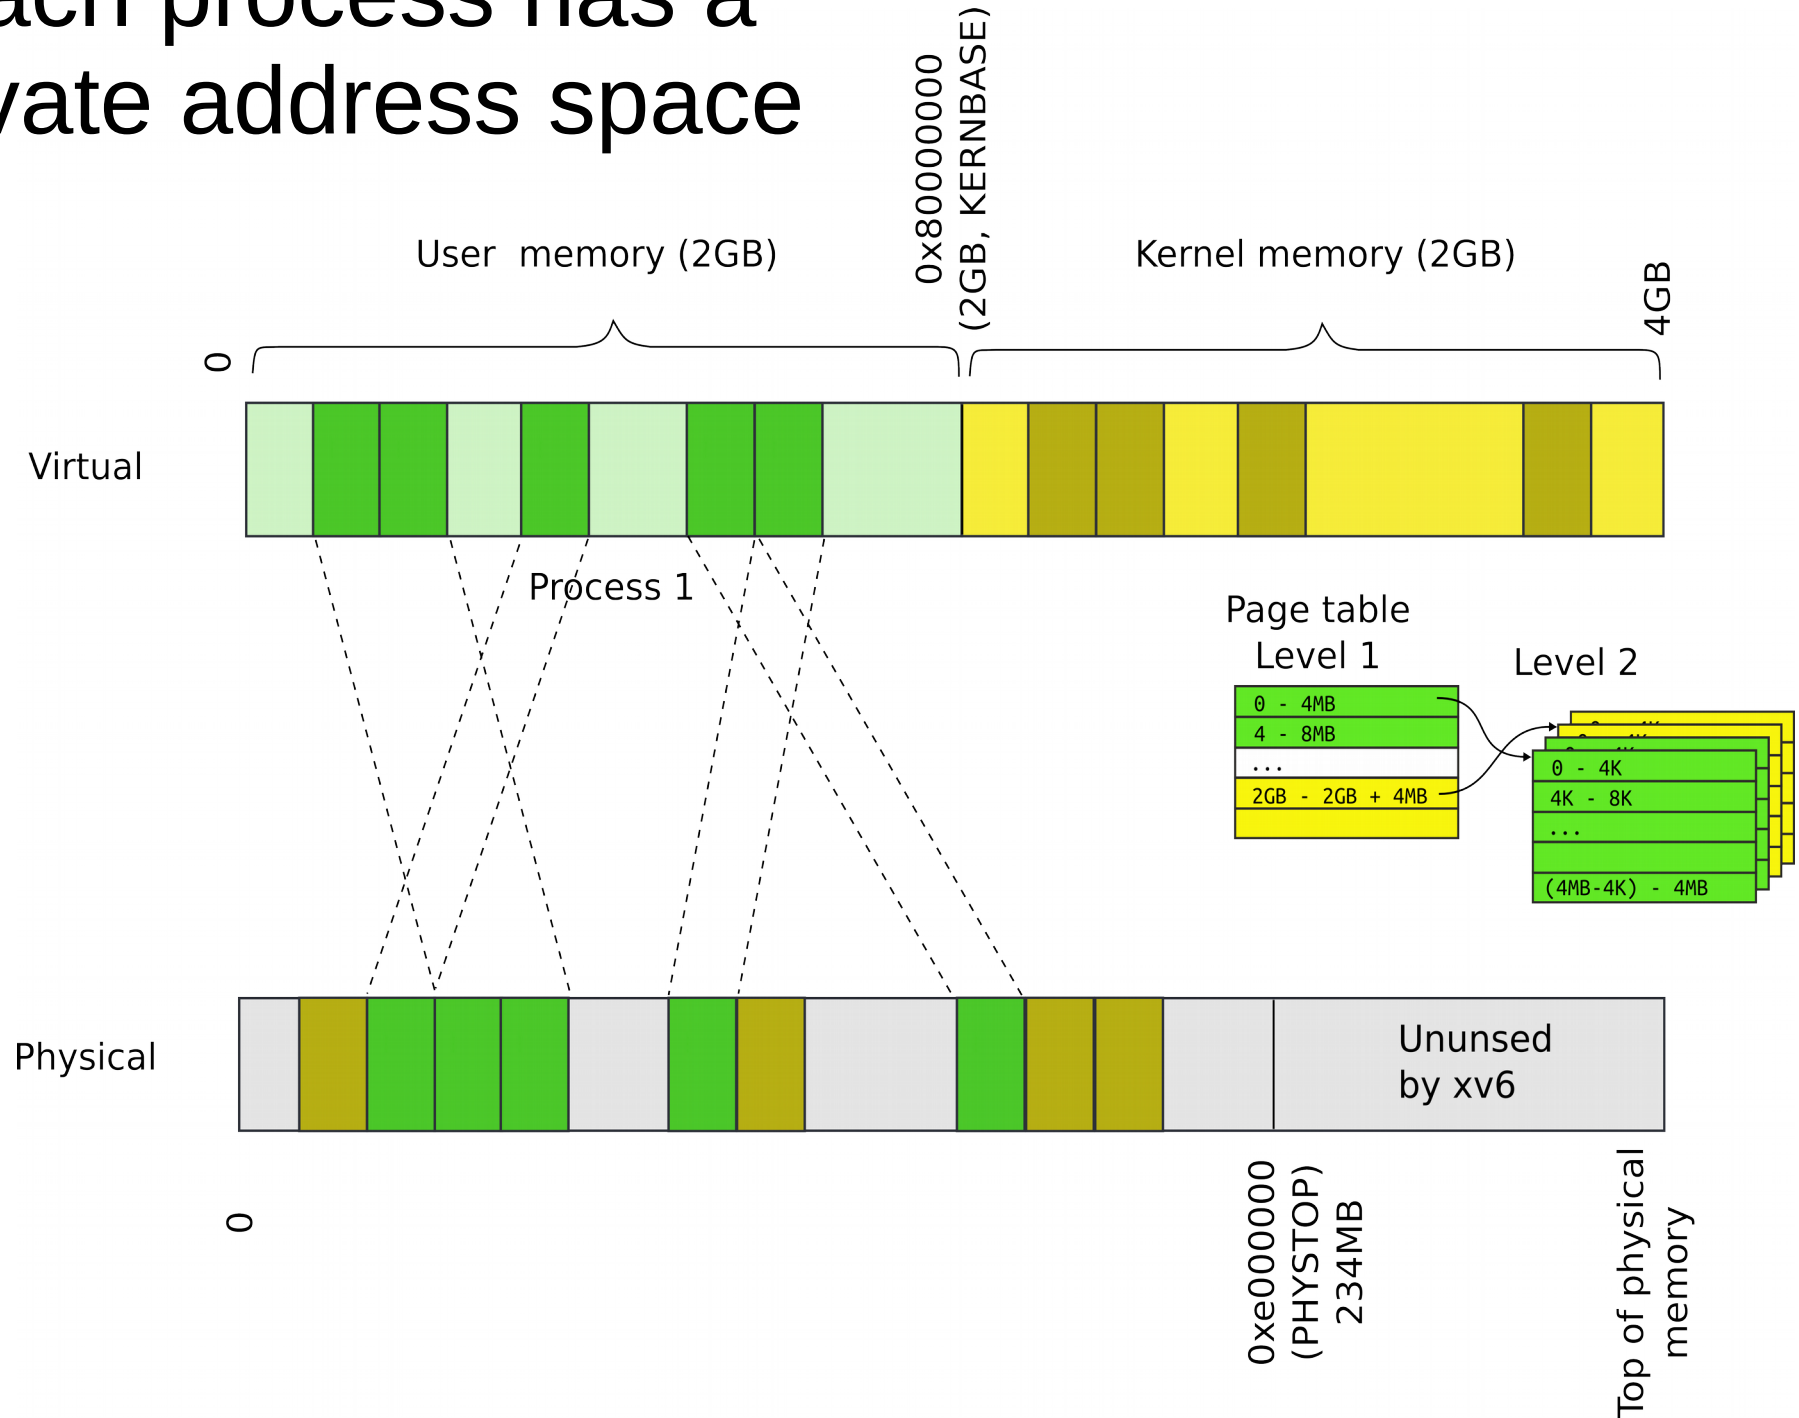 ach process has a
vate address space
0x80000000
(2GB, KERNBASE)
User memory (2GB)
Kernel memory (2GB)
4GB
0
Virtual
Process 1
Page table
Level 1
Level 2
0 - 4MB
4 - 8MB
...
2GB - 2GB + 4MB
0 - 4K
4K - 8K
...
(4MB-4K) - 4MB
Physical
Ununsed
by xv6
0
0xe000000
(PHYSTOP)
234MB
Top of physical
memory